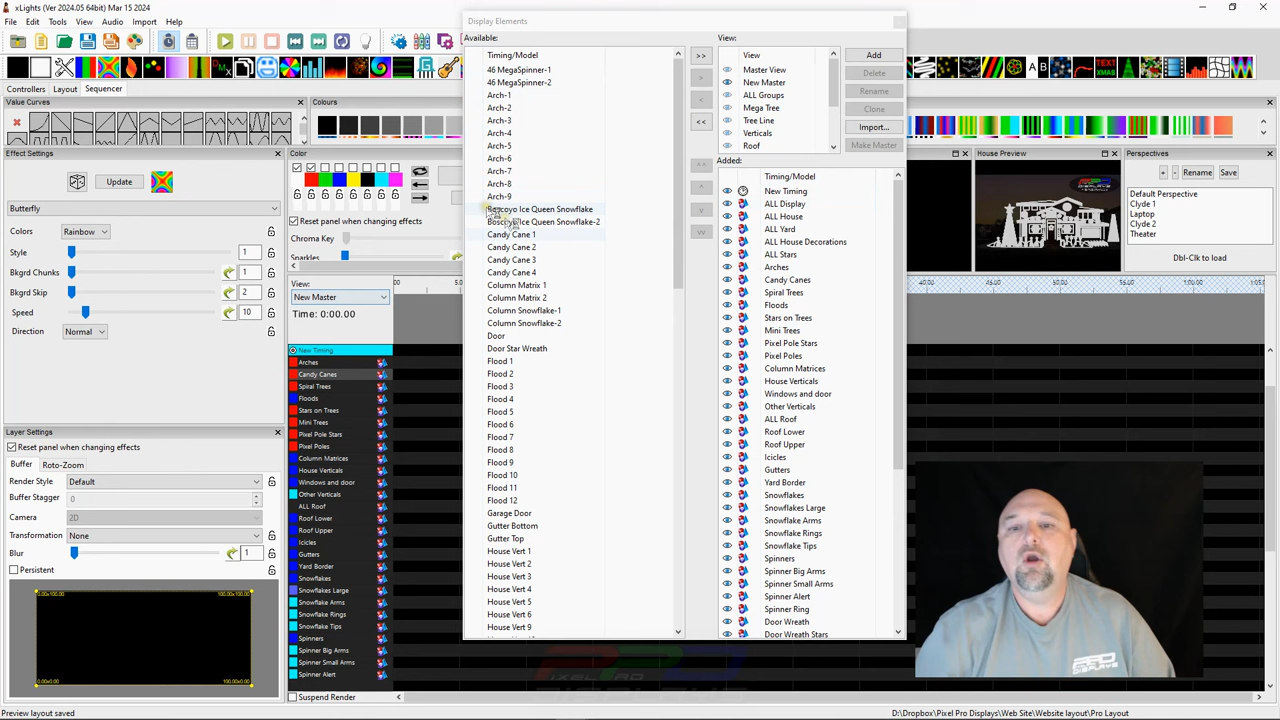 xLights (Ver 2024.05 64bit) Mar 15 2024
File Edit Tools View Audio Import Help
Controllers Layout Sequencer
Value Curves
Colours
Effect Settings
Update
Butterfly
Colors Rainbow
Style 1
Bkgrd Chunks 1
Bkgrd Skip 2
Speed 10
Direction Normal
Layer Settings
Reset panel when changing effects
Buffer Roto-Zoom
Render Style Default
Buffer Stagger 0
Camera 2D
Transformation None
Blur 1
Persistent
0.00x100.00 100.00x100.00
0.00x0.00 100.00x0.00
Preview layout saved
Color
Reset panel when changing effects
Chroma Key
Sparkles
View:
New Master
Time: 0:00.00
New Timing
Arches
Candy Canes
Spiral Trees
Floods
Stars on Trees
Mini Trees
Pixel Pole Stars
Pixel Poles
Column Matrices
House Verticals
Windows and door
Other Verticals
ALL Roof
Roof Lower
Roof Upper
Icicles
Gutters
Yard Border
Snowflakes
Snowflakes Large
Snowflake Arms
Snowflake Rings
Snowflake Tips
Spinners
Spinner Big Arms
Spinner Small Arms
Spinner Alert
Suspend Render
Display Elements
Available:
Timing/Model
46 MegaSpinner-1
46 MegaSpinner-2
Arch-1
Arch-2
Arch-3
Arch-4
Arch-5
Arch-6
Arch-7
Arch-8
Arch-9
Boscoyo Ice Queen Snowflake
Boscoyo Ice Queen Snowflake-2
Candy Cane 1
Candy Cane 2
Candy Cane 3
Candy Cane 4
Column Matrix 1
Column Matrix 2
Column Snowflake-1
Column Snowflake-2
Door
Door Star Wreath
Flood 1
Flood 2
Flood 3
Flood 4
Flood 5
Flood 6
Flood 7
Flood 8
Flood 9
Flood 10
Flood 11
Flood 12
Garage Door
Gutter Bottom
Gutter Top
House Vert 1
House Vert 2
House Vert 3
House Vert 4
House Vert 5
House Vert 6
House Vert 9
>>
>
<
<<
View:
View
Master View
New Master
ALL Groups
Mega Tree
Tree Line
Verticals
Roof
Add
Delete
Rename
Clone
Import...
Make Master
Added:
Timing/Model
New Timing
ALL Display
ALL House
ALL Yard
ALL House Decorations
ALL Stars
Arches
Candy Canes
Spiral Trees
Floods
Stars on Trees
Mini Trees
Pixel Pole Stars
Pixel Poles
Column Matrices
House Verticals
Windows and door
Other Verticals
ALL Roof
Roof Lower
Roof Upper
Icicles
Gutters
Yard Border
Snowflakes
Snowflakes Large
Snowflake Arms
Snowflake Rings
Snowflake Tips
Spinners
Spinner Big Arms
Spinner Small Arms
Spinner Alert
Spinner Ring
Door Wreath
Door Wreath Stars
TEXT XMAS
House Preview
Perspectives
+ - Rename Save
Default Perspective
Clyde 1
Laptop
Clyde 2
Theater
Dbl-Clk to load
D:\Dropbox\Pixel Pro Displays\Web Site\Website layout\Pro Layout